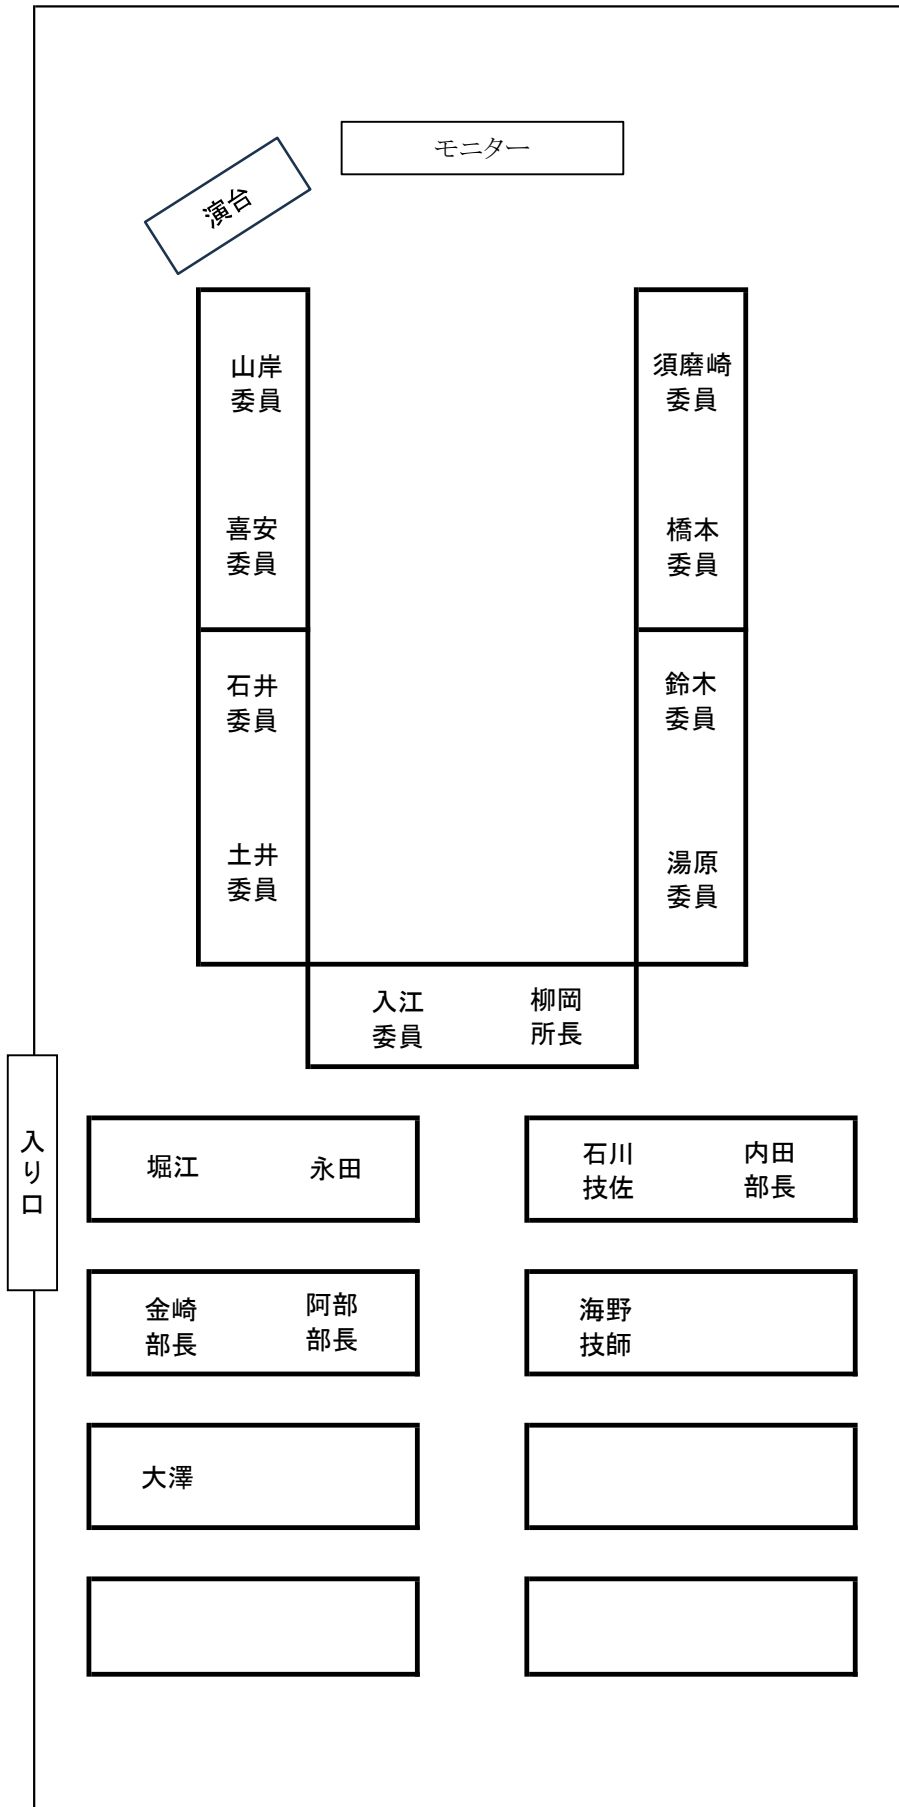 モニター
演台
山岸
委員
須磨崎
委員
喜安
委員
橋本
委員
石井
委員
鈴木
委員
土井
委員
湯原
委員
入江
委員
柳岡
所長
入り口
堀江
永田
石川
技佐
内田
部長
金崎
部長
阿部
部長
海野
技師
大澤